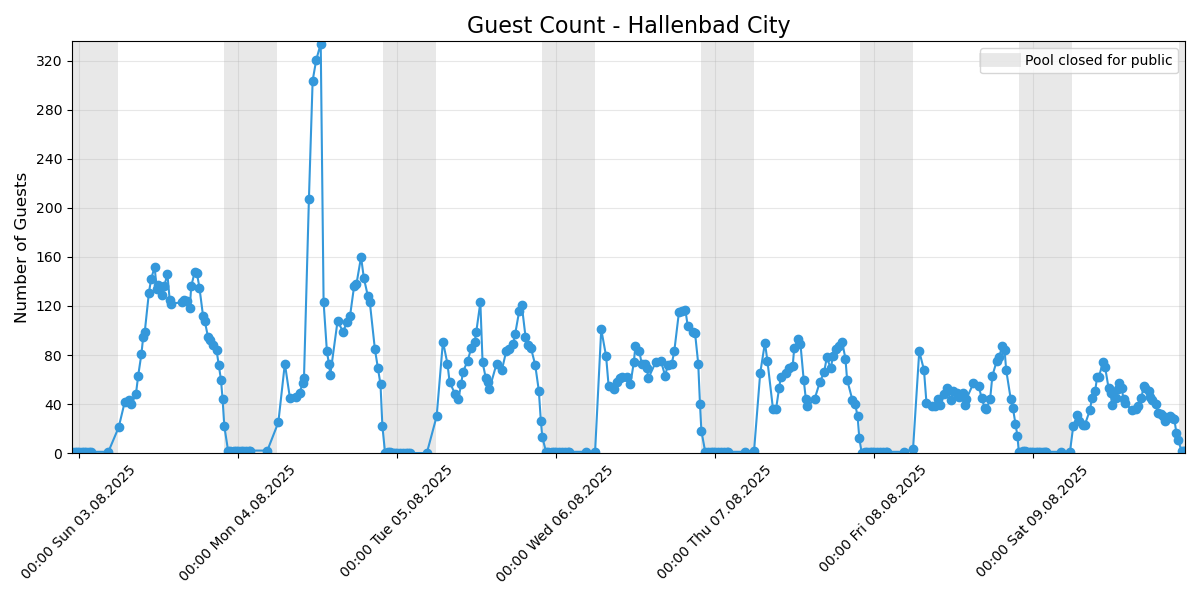 Guest Count - Hallenbad City
Pool closed for public
Number of Guests
320
280
240
200
160
120
80
40
0
00:00 Sun 03.08.2025
00:00 Mon 04.08.2025
00:00 Tue 05.08.2025
00:00 Wed 06.08.2025
00:00 Thu 07.08.2025
00:00 Fri 08.08.2025
00:00 Sat 09.08.2025